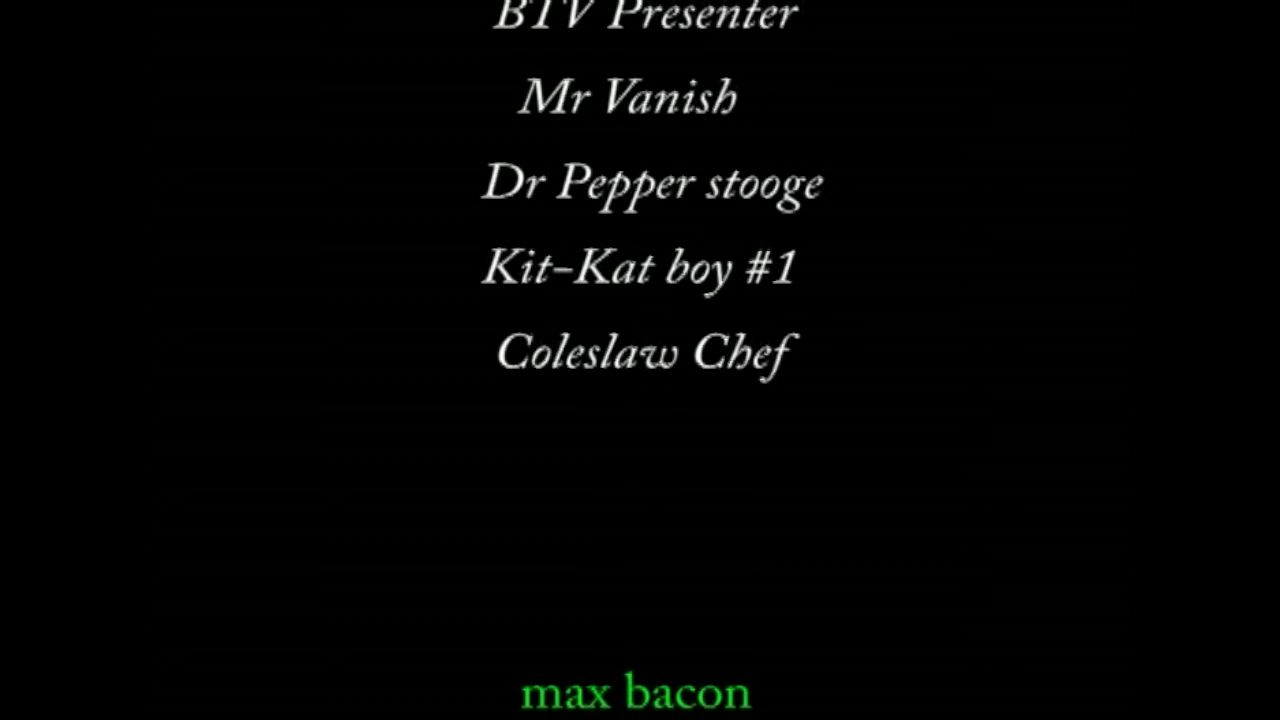 BTV Presenter
Mr Vanish
Dr Pepper stooge
Kit-Kat boy #1
Coleslaw Chef
max bacon